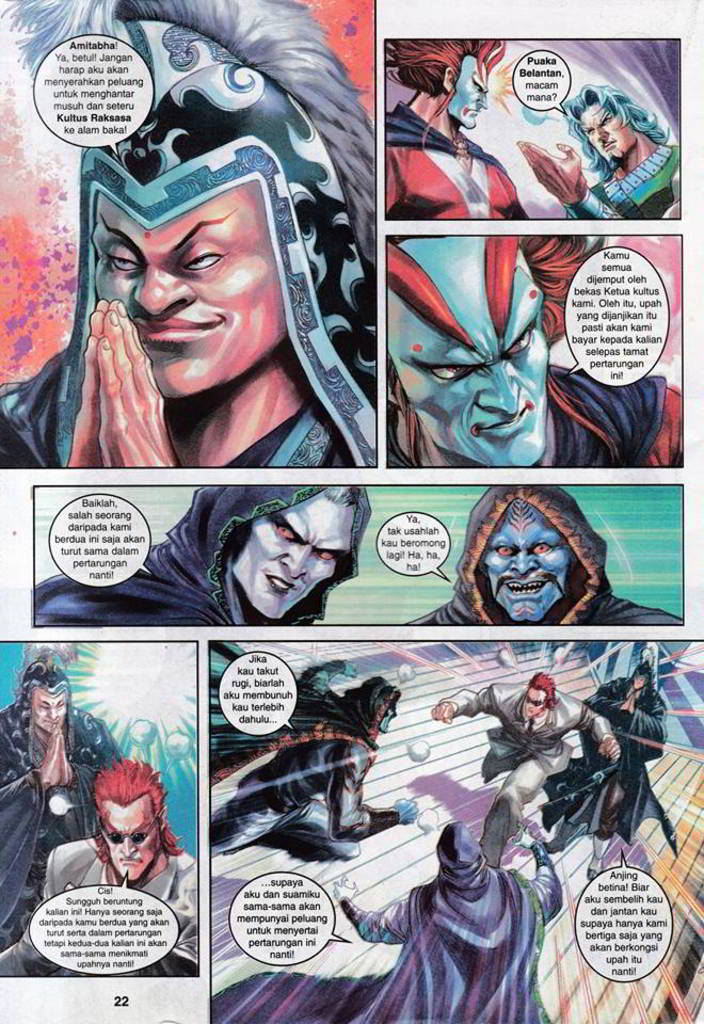 Amitabha!
Ya, betul! Jangan
harap aku akan
menyerahkan peluang
untuk menghantar
musuh dan seteru
Kultus Raksasa
ke alam baka!
Puaka
Belantan,
macam
mana?
Kamu
semua
dijemput oleh
bekas Ketua kultus
kami. Oleh itu, upah
yang dijanjikan itu
pasti akan kami
bayar kepada kalian
selepas tamat
pertarungan
ini!
Baiklah,
salah seorang
daripada kami
berdua ini akan
turut sama dalam
pertarungan
nanti!
Ya,
tak usahlah
kau beromong
lagi! Ha, ha,
ha!
Cis!
Sungguh beruntung
kalian ini! Hanya seorang saja
daripada kamu berdua yang akan
turut serta dalam pertarungan
tetapi kedua-dua kalian ini akan
sama-sama menikmati
upahnya nanti!
Jika
kau takut
rugi, biarlah
aku membunuh
kau terlebih
dahulu...
...supaya
aku dan suamiku
sama-sama akan
mempunyai peluang
untuk menyertai
pertarungan ini
nanti!
Anjing
betina! Biar
aku sembelih kau
dan jantan kau
supaya hanya kami
bertiga saja yang
akan berkongsi
upah itu
nanti!
22